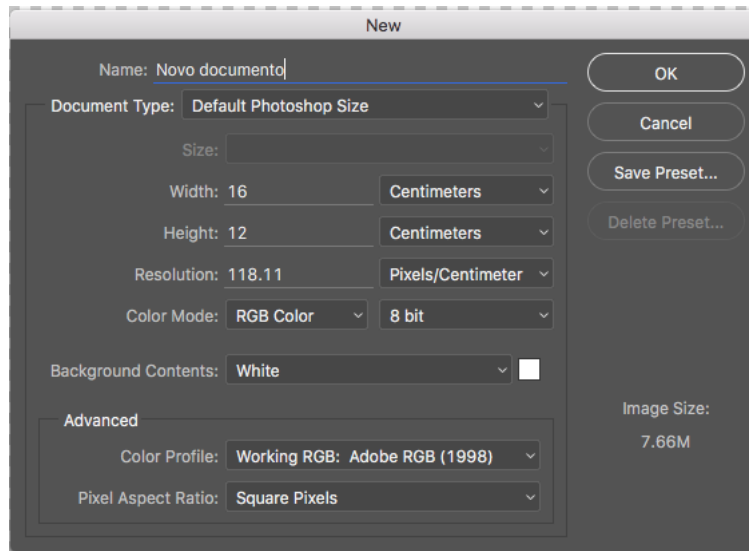 New
Name: Novo documento
OK
Document Type: Default Photoshop Size
Cancel
Size:
Save Preset...
Width: 16 Centimeters
Delete Preset...
Height: 12 Centimeters
Resolution: 118.11 Pixels/Centimeter
Color Mode: RGB Color 8 bit
Background Contents: White
Image Size:
7.66M
Advanced
Color Profile: Working RGB: Adobe RGB (1998)
Pixel Aspect Ratio: Square Pixels